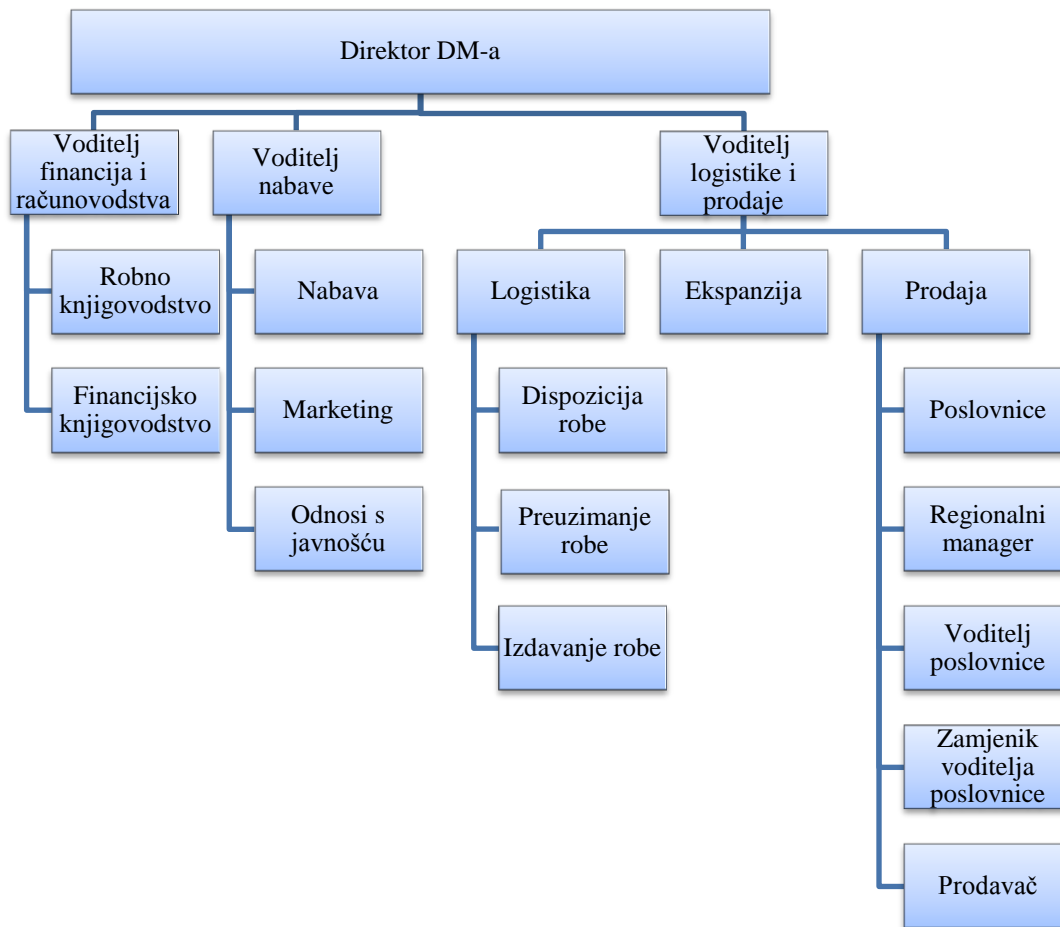 Direktor DM-a
Voditelj
financija i
računovodstva
Voditelj
nabave
Voditelj
logistike i
prodaje
Robno
knjigovodstvo
Financijsko
knjigovodstvo
Nabava
Marketing
Odnosi s
javnošću
Logistika
Ekspanzija
Prodaja
Dispozicija
robe
Preuzimanje
robe
Izdavanje robe
Poslovnice
Regionalni
manager
Voditelj
poslovnice
Zamjenik
voditelja
poslovnice
Prodavač